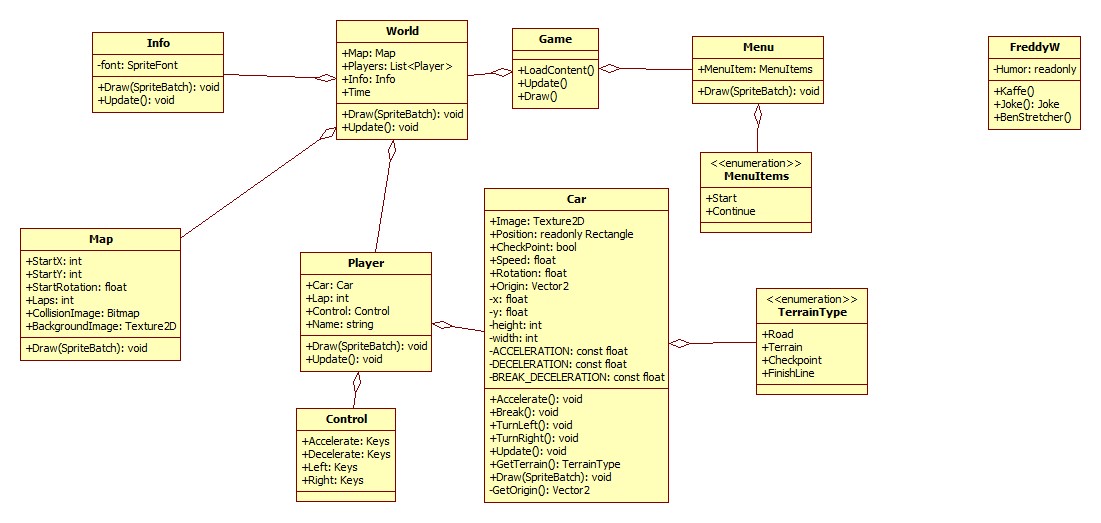 Info
-font: SpriteFont
+Draw(SpriteBatch): void
+Update(): void
World
+Map: Map
+Players: List<Player>
+Info: Info
+Time
+Draw(SpriteBatch): void
+Update(): void
Game
+LoadContent()
+Update()
+Draw()
Menu
+MenuItem: MenuItems
+Draw(SpriteBatch): void
FreddyW
-Humor: readonly
+Kaffe()
+Joke(): Joke
+BenStretcher()
<<enumeration>>
MenuItems
+Start
+Continue
Map
+StartX: int
+StartY: int
+StartRotation: float
+Laps: int
+CollisionImage: Bitmap
+BackgroundImage: Texture2D
+Draw(SpriteBatch): void
Player
+Car: Car
+Lap: int
+Control: Control
+Name: string
+Draw(SpriteBatch): void
+Update(): void
Car
+Image: Texture2D
+Position: readonly Rectangle
+CheckPoint: bool
+Speed: float
+Rotation: float
+Origin: Vector2
-x: float
-y: float
-height: int
-width: int
-ACCELERATION: const float
-DECELERATION: const float
-BREAK_DECELERATION: const float
+Accelerate(): void
+Break(): void
+TurnLeft(): void
+TurnRight(): void
+Update(): void
+GetTerrain(): TerrainType
+Draw(SpriteBatch): void
-GetOrigin(): Vector2
<<enumeration>>
TerrainType
+Road
+Terrain
+Checkpoint
+FinishLine
Control
+Accelerate: Keys
+Decelerate: Keys
+Left: Keys
+Right: Keys